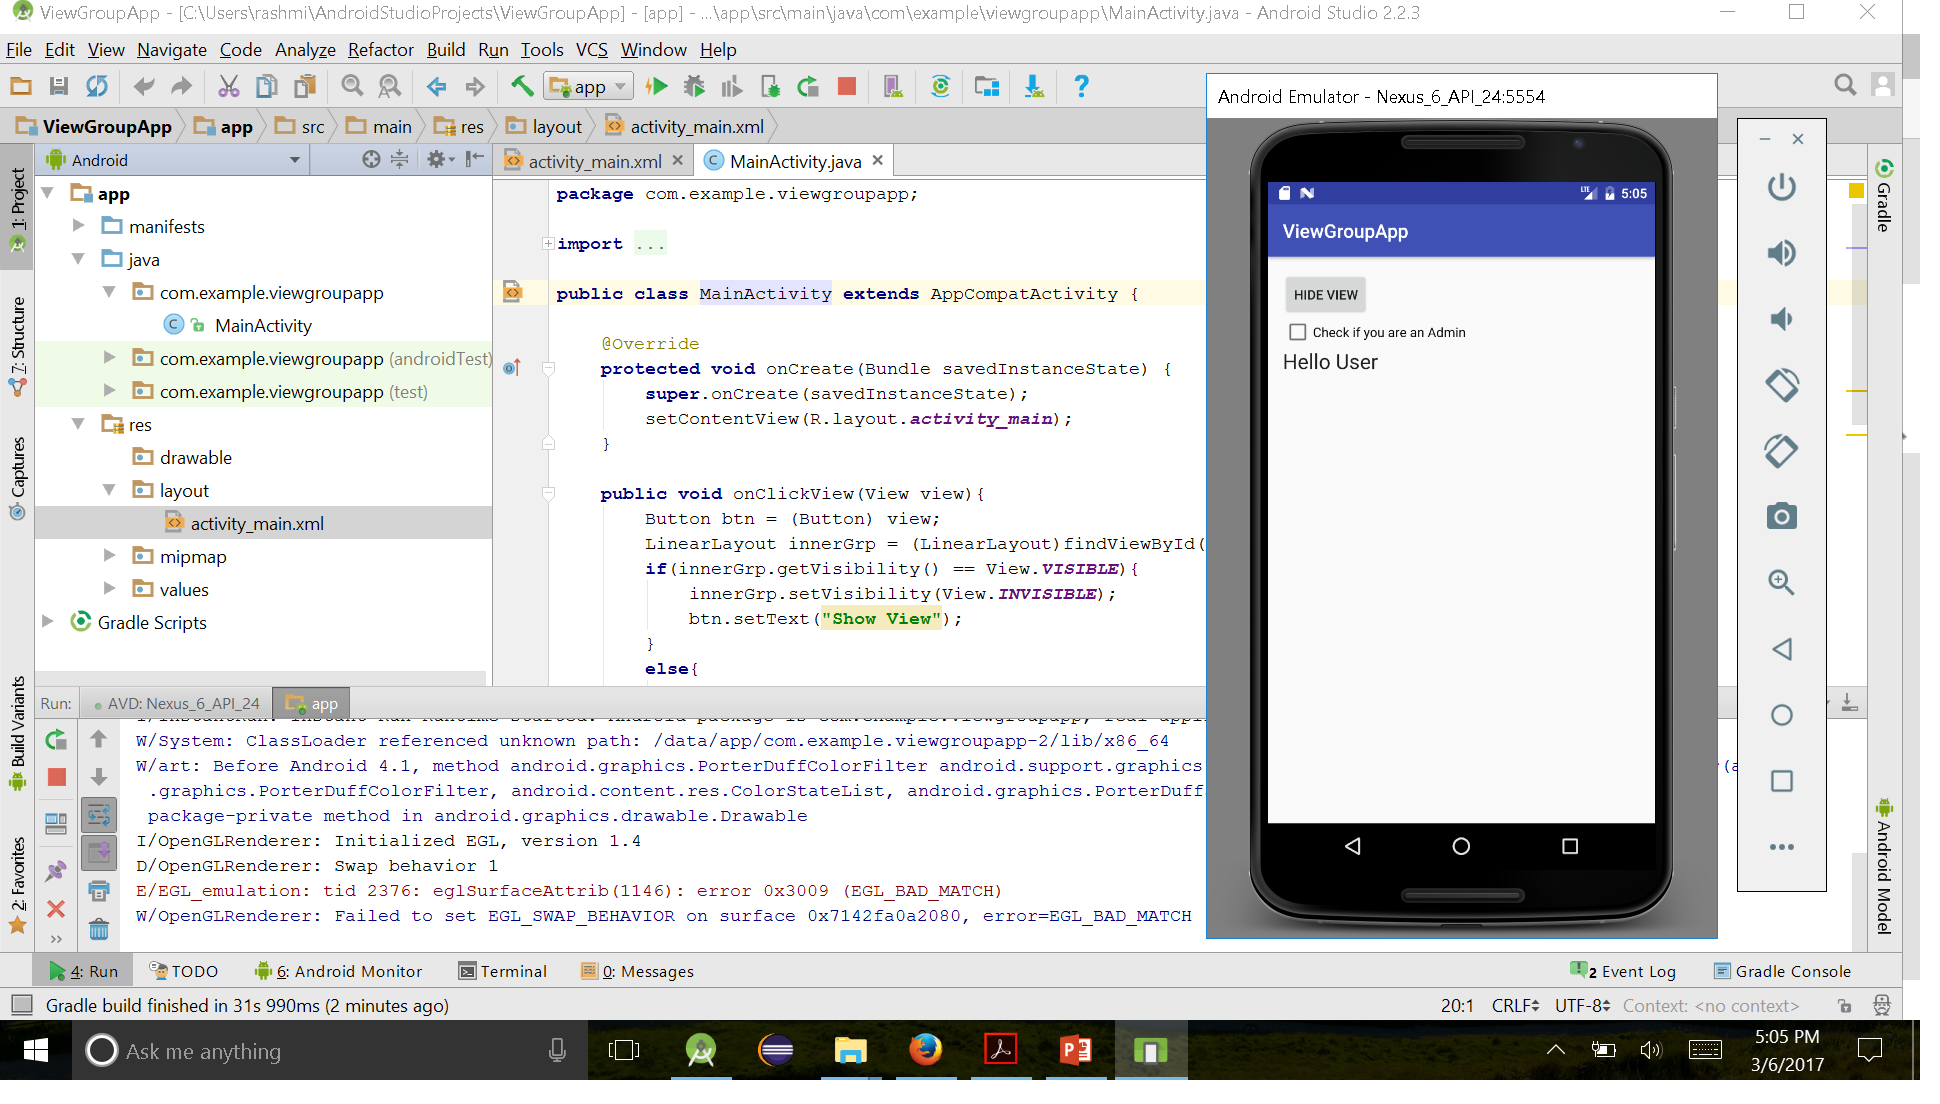 ViewGroupApp - [C:\Users\rashmi\AndroidStudioProjects\ViewGroupApp] - [app] - ...\app\src\main\java\com\example\viewgroupapp\MainActivity.java - Android Studio 2.2.3
File Edit View Navigate Code Analyze Refactor Build Run Tools VCS Window Help
app
ViewGroupApp app src main res layout activity_main.xml
Android
activity_main.xml MainActivity.java
1: Project
7: Structure
Captures
Build Variants
2: Favorites
app
manifests
java
com.example.viewgroupapp
MainActivity
com.example.viewgroupapp (androidTest)
com.example.viewgroupapp (test)
res
drawable
layout
activity_main.xml
mipmap
values
Gradle Scripts
package com.example.viewgroupapp;
import ...
public class MainActivity extends AppCompatActivity {
@Override
protected void onCreate(Bundle savedInstanceState) {
super.onCreate(savedInstanceState);
setContentView(R.layout.activity_main);
}
public void onClickView(View view){
Button btn = (Button) view;
LinearLayout innerGrp = (LinearLayout)findViewById(
if(innerGrp.getVisibility() == View.VISIBLE){
innerGrp.setVisibility(View.INVISIBLE);
btn.setText("Show View");
}
else{
Android Emulator - Nexus_6_API_24:5554
LTE 5:05
ViewGroupApp
HIDE VIEW
Check if you are an Admin
Hello User
Gradle
Android Model
Run: AVD: Nexus_6_API_24 app
W/System: ClassLoader referenced unknown path: /data/app/com.example.viewgroupapp-2/lib/x86_64
W/art: Before Android 4.1, method android.graphics.PorterDuffColorFilter android.support.graphics.
.graphics.PorterDuffColorFilter, android.content.res.ColorStateList, android.graphics.PorterDuff
package-private method in android.graphics.drawable.Drawable
I/OpenGLRenderer: Initialized EGL, version 1.4
D/OpenGLRenderer: Swap behavior 1
E/EGL_emulation: tid 2376: eglSurfaceAttrib(1146): error 0x3009 (EGL_BAD_MATCH)
W/OpenGLRenderer: Failed to set EGL_SWAP_BEHAVIOR on surface 0x7142fa0a2080, error=EGL_BAD_MATCH
4: Run TODO 6: Android Monitor Terminal 0: Messages 2 Event Log Gradle Console
Gradle build finished in 31s 990ms (2 minutes ago) 20:1 CRLF UTF-8 Context: <no context>
Ask me anything
5:05 PM
3/6/2017